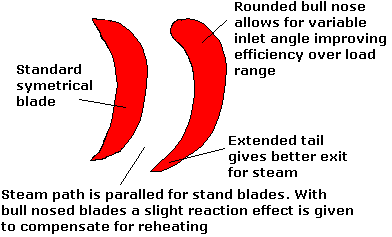 Rounded bull nose
allows for variable
inlet angle improving
efficiency over load
range
Standard
symetrical
blade
Extended tail
gives better exit
for steam
Steam path is paralled for stand blades. With
bull nosed blades a slight reaction effect is given
to compensate for reheating